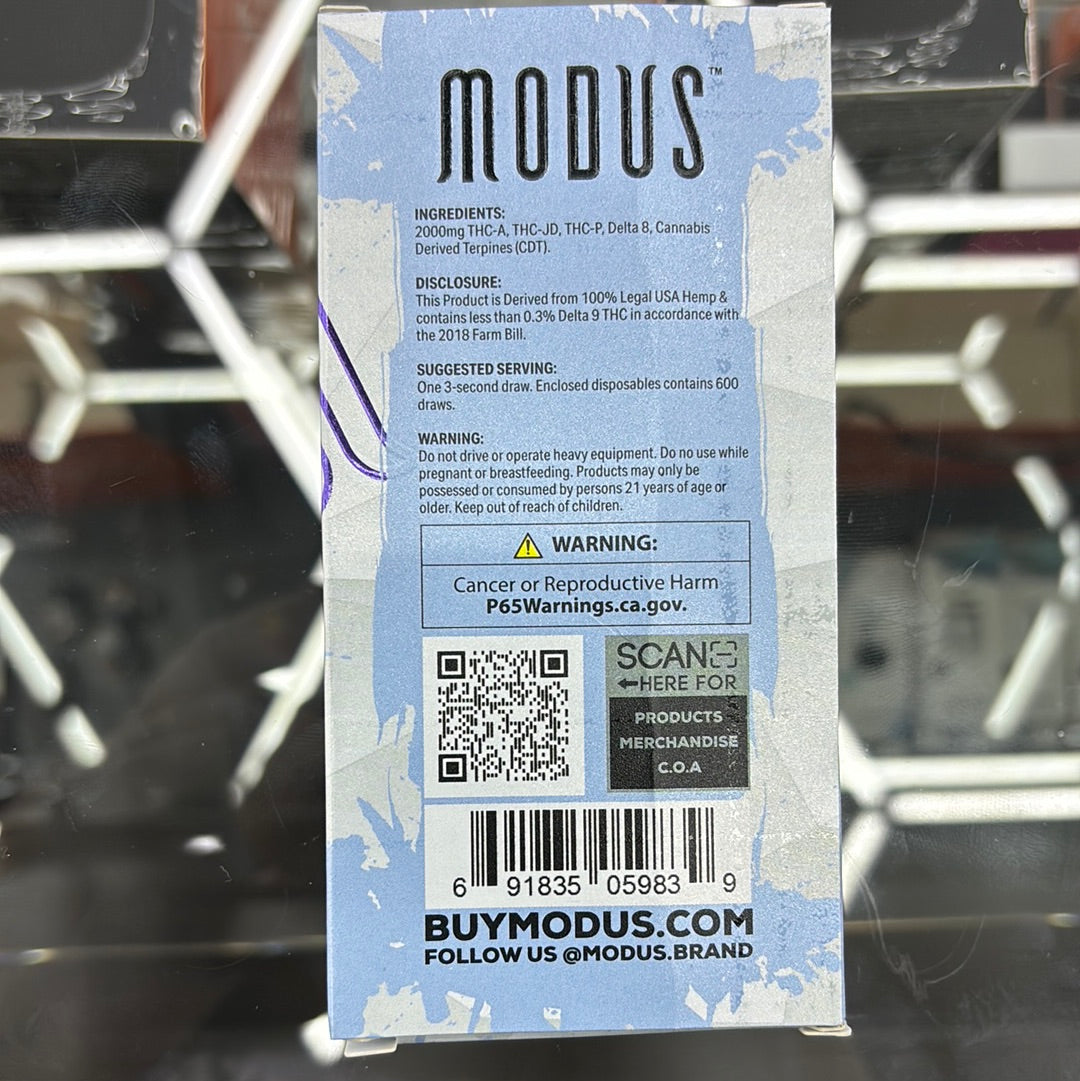 MODUS™
INGREDIENTS:
2000mg THC-A, THC-JD, THC-P, Delta 8, Cannabis
Derived Terpines (CDT).
DISCLOSURE:
This Product is Derived from 100% Legal USA Hemp &
contains less than 0.3% Delta 9 THC in accordance with
the 2018 Farm Bill.
SUGGESTED SERVING:
One 3-second draw. Enclosed disposables contains 600
draws.
WARNING:
Do not drive or operate heavy equipment. Do no use while
pregnant or breastfeeding. Products may only be
possessed or consumed by persons 21 years of age or
older. Keep out of reach of children.
WARNING:
Cancer or Reproductive Harm
P65Warnings.ca.gov.
SCAN
HERE FOR
PRODUCTS
MERCHANDISE
C.O.A
6 91835 05983 9
BUYMODUS.COM
FOLLOW US @MODUS.BRAND